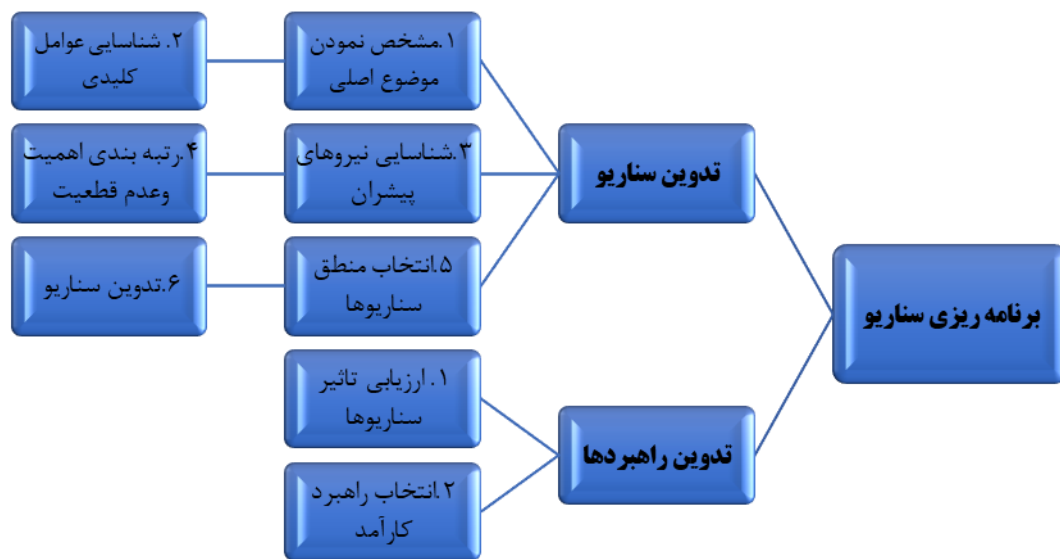 برنامه ریزی سناریو
تدوین سناریو
۱.مشخص نمودن
موضوع اصلی
۲. شناسایی عوامل
کلیدی
۳.شناسایی نیروهای
پیشران
۴.رتبه بندی اهمیت
وعدم قطعیت
۵.انتخاب منطق
سناریوها
۶.تدوین سناریو
تدوین راهبردها
۱. ارزیابی تاثیر
سناریوها
۲.انتخاب راهبرد
کارآمد